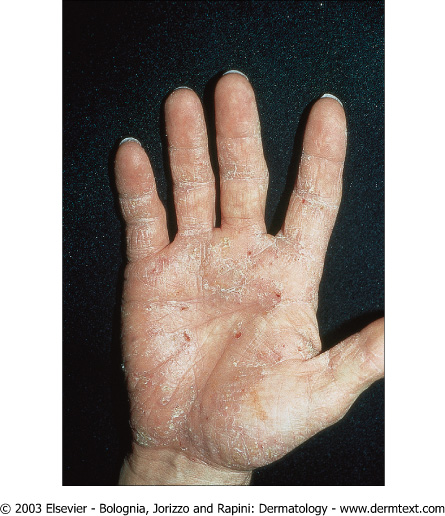 © 2003 Elsevier - Bolognia, Jorizzo and Rapini: Dermatology - www.dermtext.com